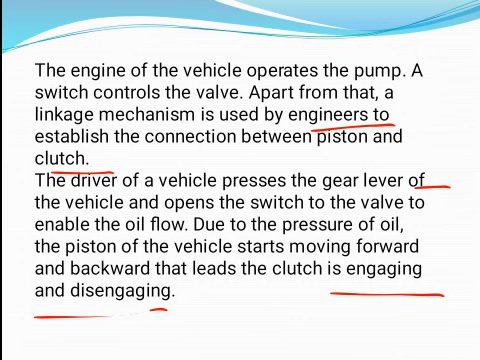 The engine of the vehicle operates the pump. A
switch controls the valve. Apart from that, a
linkage mechanism is used by engineers to
establish the connection between piston and
clutch.
The driver of a vehicle presses the gear lever of
the vehicle and opens the switch to the valve to
enable the oil flow. Due to the pressure of oil,
the piston of the vehicle starts moving forward
and backward that leads the clutch is engaging
and disengaging.